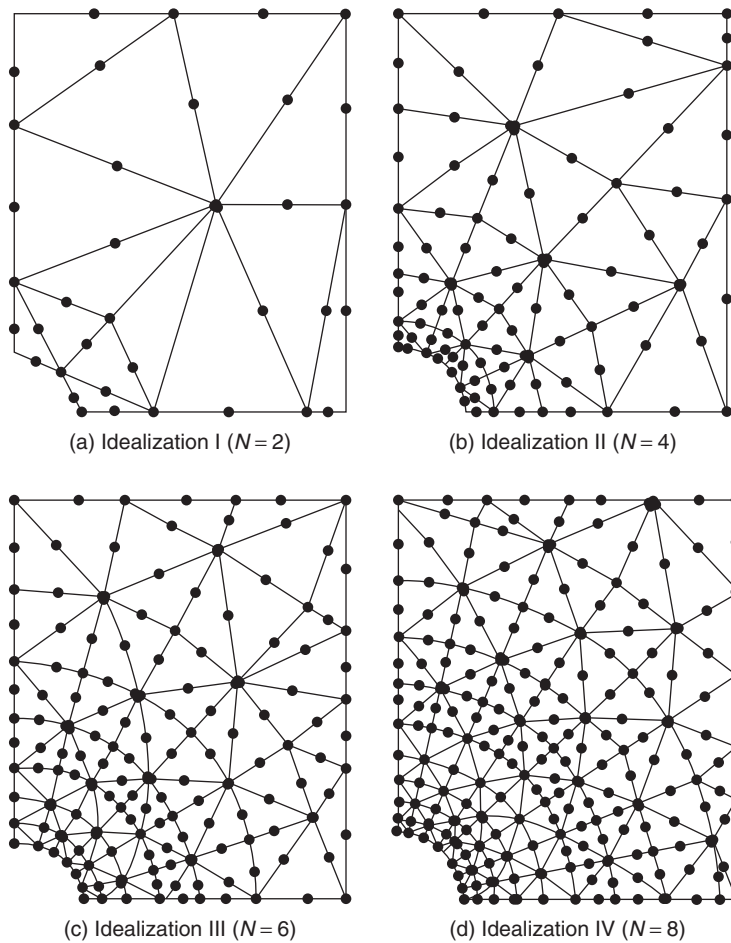 (a) Idealization I (N = 2)
(b) Idealization II (N = 4)
(c) Idealization III (N = 6)
(d) Idealization IV (N = 8)